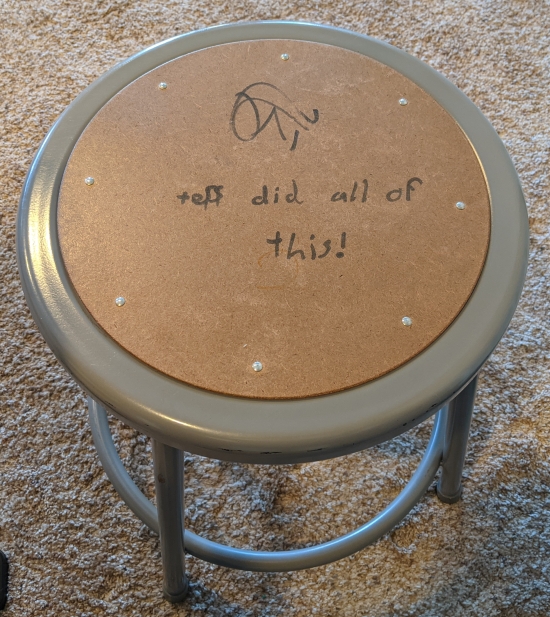 teff did all of
this!